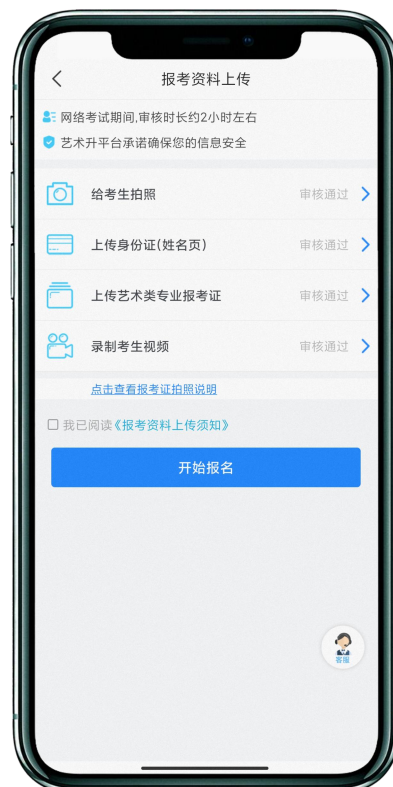 报考资料上传
网络考试期间,审核时长约2小时左右
艺术升平台承诺确保您的信息安全
给考生拍照 审核通过
上传身份证(姓名页) 审核通过
上传艺术类专业报考证 审核通过
录制考生视频 审核通过
点击查看报考证拍照说明
我已阅读《报考资料上传须知》
开始报名
客服